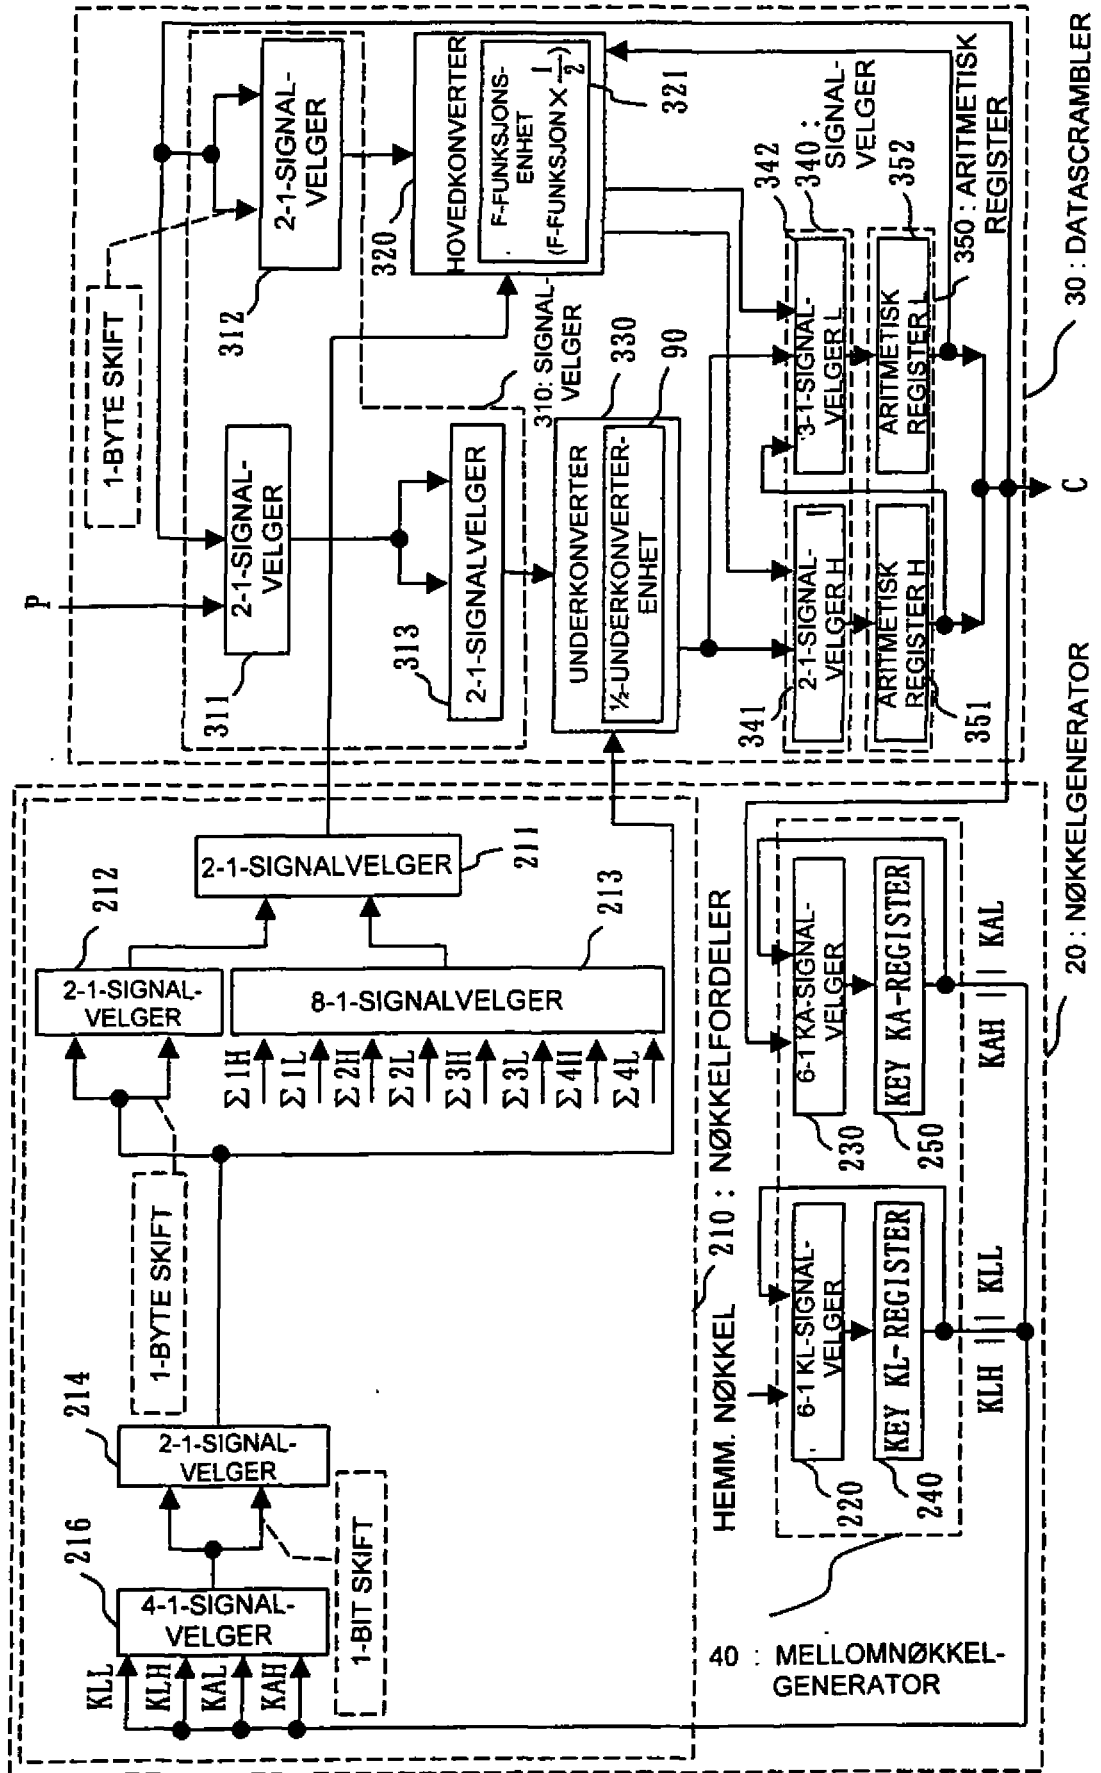 KLL
KLH
KAL
KAH
4-1-SIGNAL-
VELGER
216
1-BIT SKIFT
2-1-SIGNAL-
VELGER
214
1-BYTE SKIFT
2-1-SIGNAL-
VELGER
212
Σ1H
Σ1L
Σ2H
Σ2L
Σ3H
Σ3L
Σ4H
Σ4L
8-1-SIGNALVELGER
213
2-1-SIGNALVELGER
211
210 : NØKKELFORDELER
HEMM. NØKKEL
40 : MELLOMNØKKEL-
GENERATOR
6-1 KL-SIGNAL-
VELGER
220
KEY KL-REGISTER
240
KLH || KLL
6-1 KA-SIGNAL-
VELGER
230
KEY KA-REGISTER
250
KAH || KAL
20 : NØKKELGENERATOR
P
2-1-SIGNAL-
VELGER
311
1-BYTE SKIFT
2-1-SIGNAL-
VELGER
312
2-1-SIGNALVELGER
313
310: SIGNAL-
VELGER
HOVEDKONVERTER
320
F-FUNKSJONS-
ENHET
(F-FUNKSJON × 1/2)
321
UNDERKONVERTER
330
½-UNDERKONVERTER-
ENHET
90
2-1-SIGNAL-
VELGER H
341
3-1-SIGNAL-
VELGER L
342
340 :
SIGNAL-
VELGER
ARITMETISK
REGISTER H
351
ARITMETISK
REGISTER L
352
350 : ARITMETISK
REGISTER
C
30 : DATASCRAMBLER